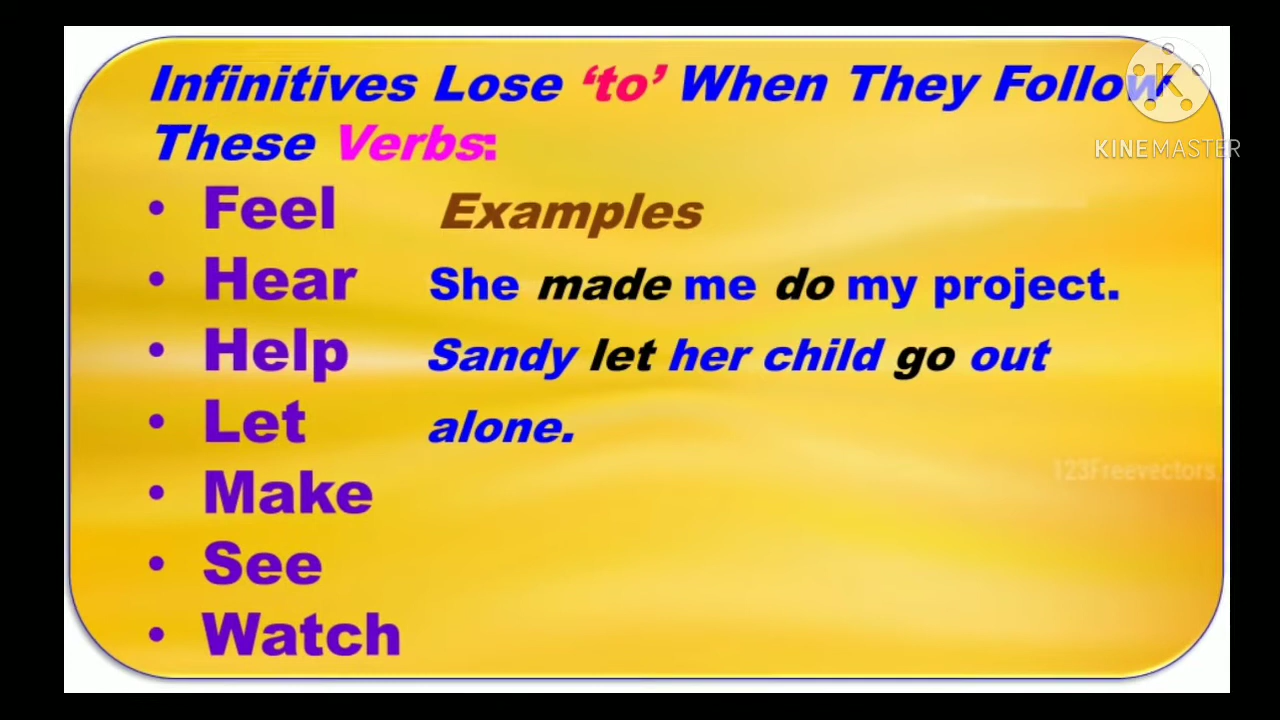 Infinitives Lose ‘to’ When They Follow
These Verbs:
• Feel
Examples
• Hear
She made me do my project.
• Help
Sandy let her child go out
• Let
alone.
• Make
• See
• Watch
K
KINEMASTER
123Freevectors